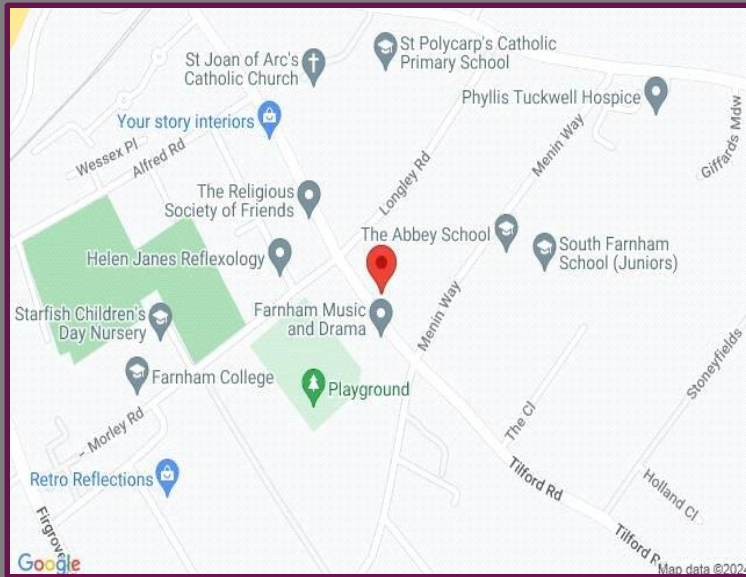 St Joan of Arc's
Catholic Church
St Polycarp's Catholic
Primary School
Phyllis Tuckwell Hospice
Your story interiors
Wessex Pl
Alfred Rd
Longley Rd
Menin Way
Giffards Mdw
The Religious
Society of Friends
The Abbey School
South Farnham
School (Juniors)
Helen Janes Reflexology
Starfish Children's
Day Nursery
Farnham Music
and Drama
Menin Way
Farnham College
Playground
Stoneyfields
Morley Rd
The Cl
Retro Reflections
Tilford Rd
Holland Cl
Firgrove
Tilford R
Google
Map data ©2024